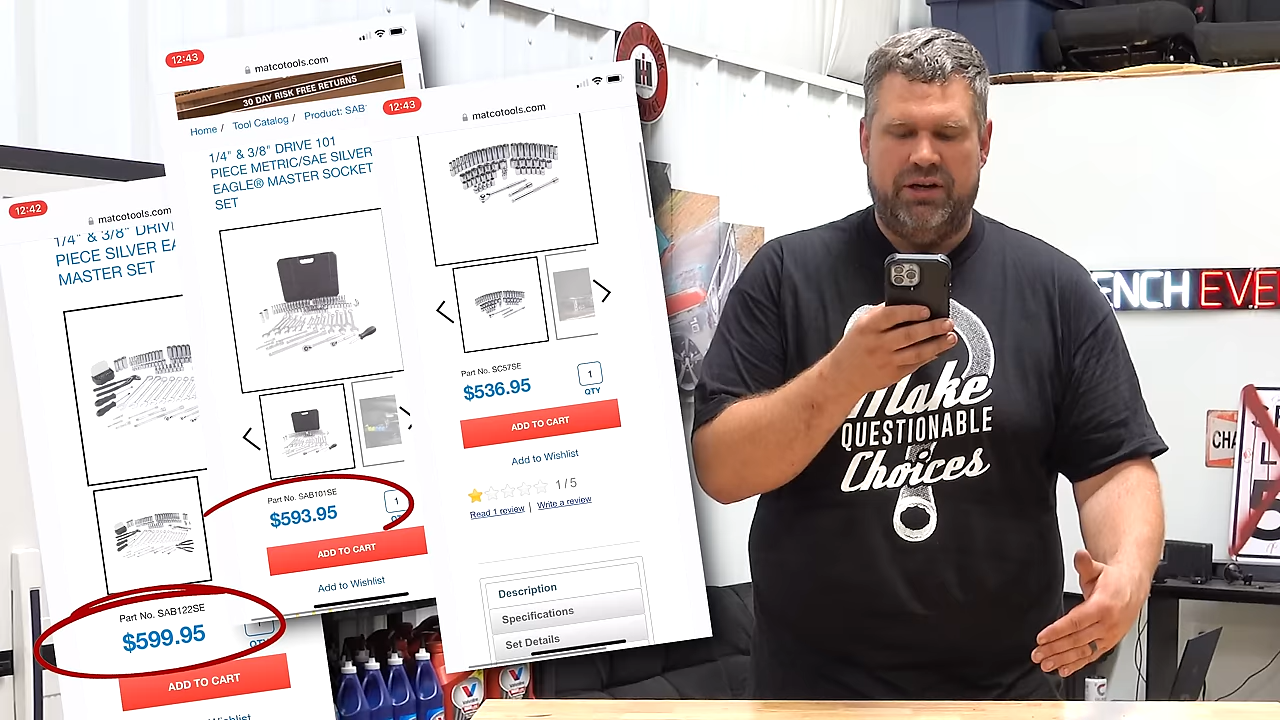 12:42
matcotools.com
1/4" & 3/8" DRIV
PIECE SILVER EA
MASTER SET
Part No. SAB122SE
$599.95
QTY
ADD TO CART
Wishlist
12:43
matcotools.com
30 DAY RISK FREE RETURNS
Home / Tool Catalog / Product: SAB
1/4" & 3/8" DRIVE 101
PIECE METRIC/SAE SILVER
EAGLE® MASTER SOCKET
SET
Part No. SAB101SE
1
$593.95
ADD TO CART
Add to Wishlist
12:43
matcotools.com
Part No. SC57SE
1
$536.95
QTY
ADD TO CART
Add to Wishlist
1 / 5
Read 1 review | Write a review
Description
Specifications
Set Details
Make
QUESTIONABLE
Choices
ENCH EVE
CHA